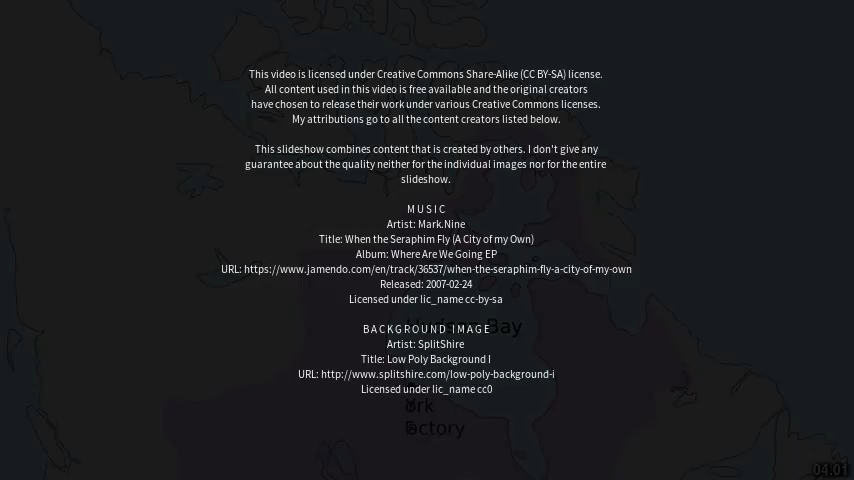 This video is licensed under Creative Commons Share-Alike (CC BY-SA) license.
All content used in this video is free available and the original creators
have chosen to release their work under various Creative Commons licenses.
My attributions go to all the content creators listed below.
This slideshow combines content that is created by others. I don't give any
guarantee about the quality neither for the individual images nor for the entire
slideshow.
MUSIC
Artist: Mark.Nine
Title: When the Seraphim Fly (A City of my Own)
Album: Where Are We Going EP
URL: https://www.jamendo.com/en/track/36537/when-the-seraphim-fly-a-city-of-my-own
Released: 2007-02-24
Licensed under lic_name cc-by-sa
Bay
BACKGROUND IMAGE
Artist: SplitShire
Title: Low Poly Background I
URL: http://www.splitshire.com/low-poly-background-i
Licensed under lic_name cc0
04.01